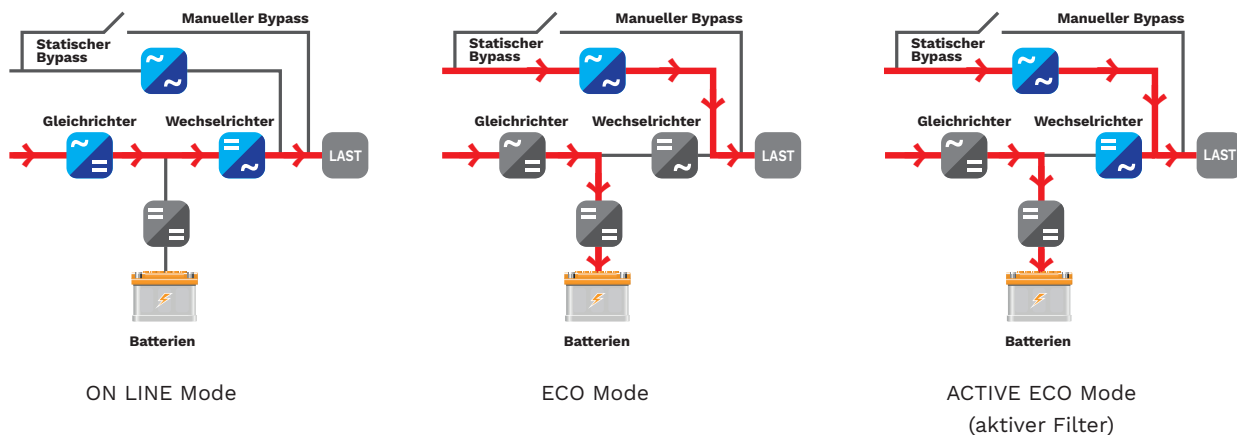 Manueller Bypass
Statischer
Bypass
Gleichrichter
Wechselrichter
LAST
Batterien
ON LINE Mode
Manueller Bypass
Statischer
Bypass
Gleichrichter
Wechselrichter
LAST
Batterien
ECO Mode
Manueller Bypass
Statischer
Bypass
Gleichrichter
Wechselrichter
LAST
Batterien
ACTIVE ECO Mode
(aktiver Filter)